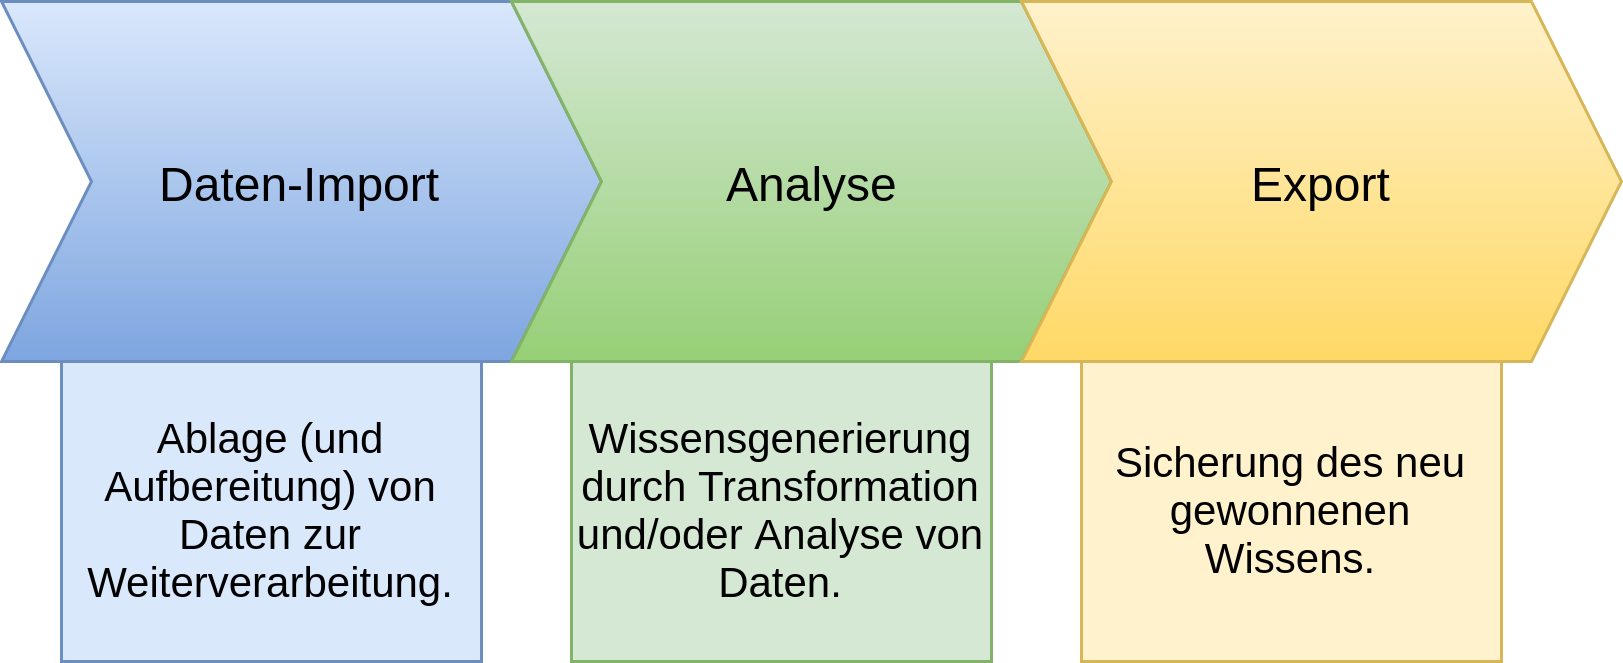 Daten-Import
Analyse
Export
Ablage (und
Aufbereitung) von
Daten zur
Weiterverarbeitung.
Wissensgenerierung
durch Transformation
und/oder Analyse von
Daten.
Sicherung des neu
gewonnenen
Wissens.